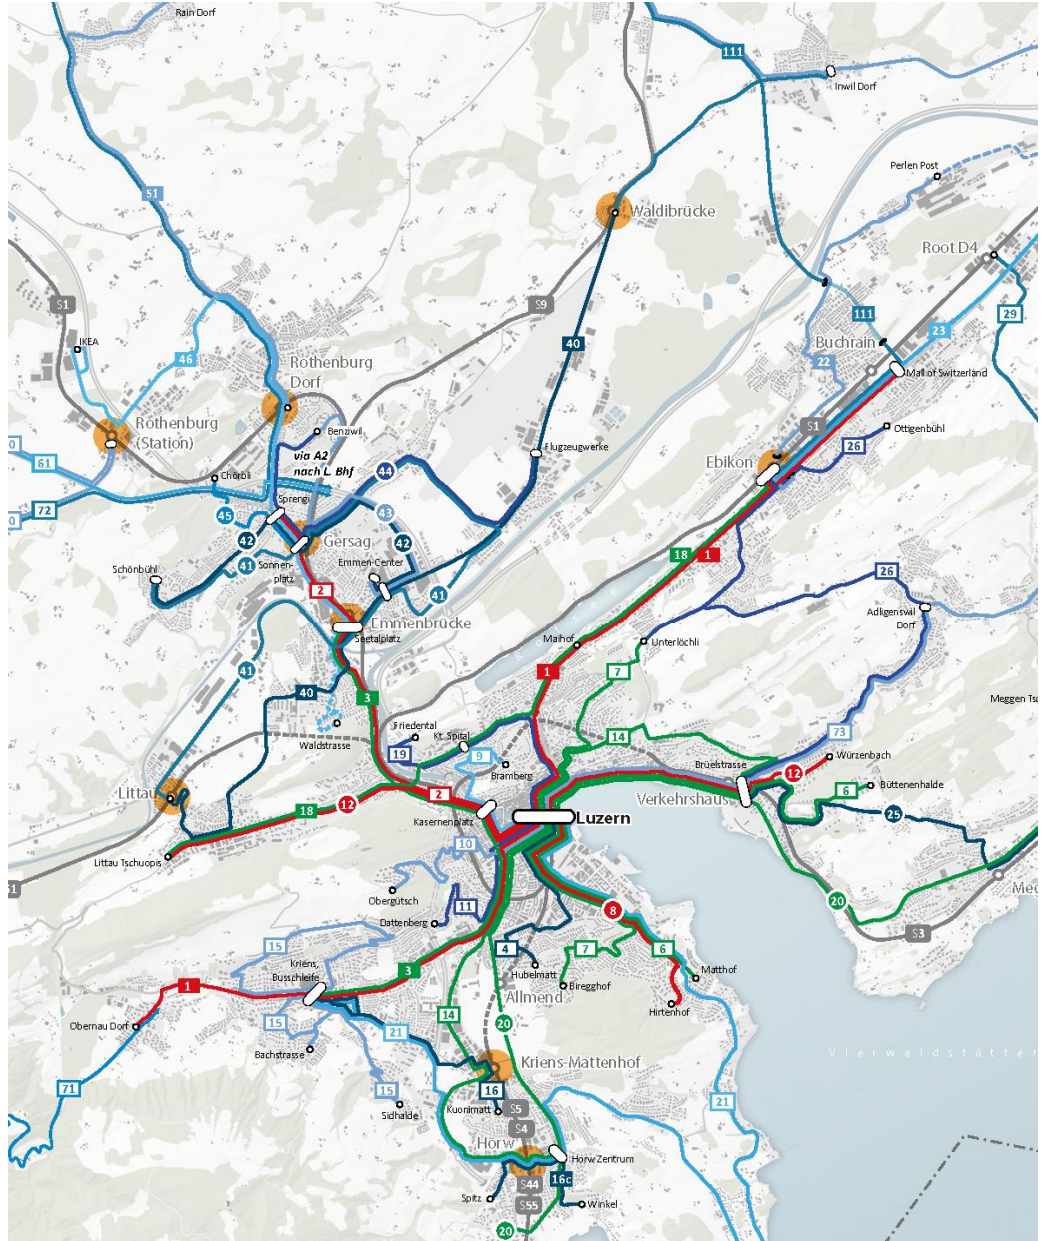 Rain Dorf
111
Inwil Dorf
Perlen Post
51
Waldibrücke
Root D4
S1
S9
111
29
IKEA
46
40
Buchrain
23
22
Mall of Switzerland
Rothenburg
Dorf
Rothenburg
(Station)
Benziwil
S1
Ottigenbühl
26
via A2
nach L. Bhf
44
Flugzeugwerke
Ebikon
61
Chörbli
72
Sprengi
45
43
42
Gersag
42
18
1
Schönbühl
41
Sonnen-
platz
Emmen-Center
2
41
26
Adligenswil
Dorf
Emmenbrücke
Seetalplatz
Maihof
Unterlöchli
41
40
3
1
7
Meggen Tsc
Friedental
Waldstrasse
Kt. Spital
19
9
14
73
Bramberg
Brüelstrasse
Würzenbach
12
Littau
2
Verkehrshaus
6
Büttenenhalde
18
12
Kasernenplatz
Luzern
25
Littau Tschuopis
10
Obergütsch
S1
11
8
20
Dattenberg
S3
15
4
7
6
Kriens,
Busschleife
3
Hubelmatt
Matthof
1
Biregghof
Allmend
Hirtenhof
Obernau Dorf
15
21
14
20
Bachstrasse
Vierwaldstätter
Kriens-Mattenhof
71
15
16
21
Sidhalde
Kuonimatt
S5
S4
Horw
Horw Zentrum
S44
16c
Spitz
S55
Winkel
20